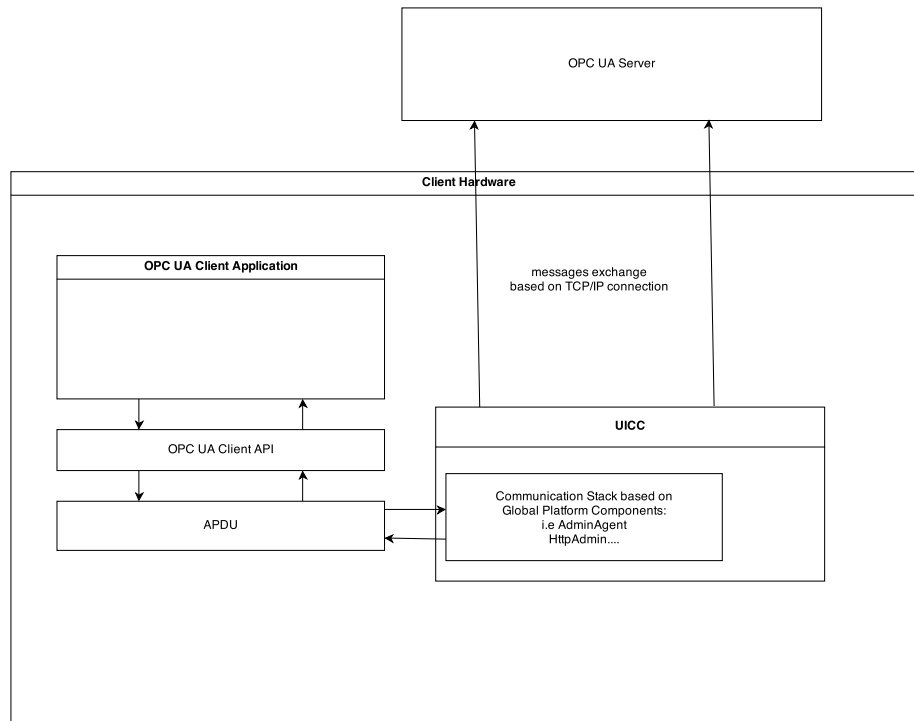 OPC UA Server
Client Hardware
OPC UA Client Application
messages exchange
based on TCP/IP connection
OPC UA Client API
APDU
UICC
Communication Stack based on
Global Platform Components:
i.e AdminAgent
HttpAdmin....